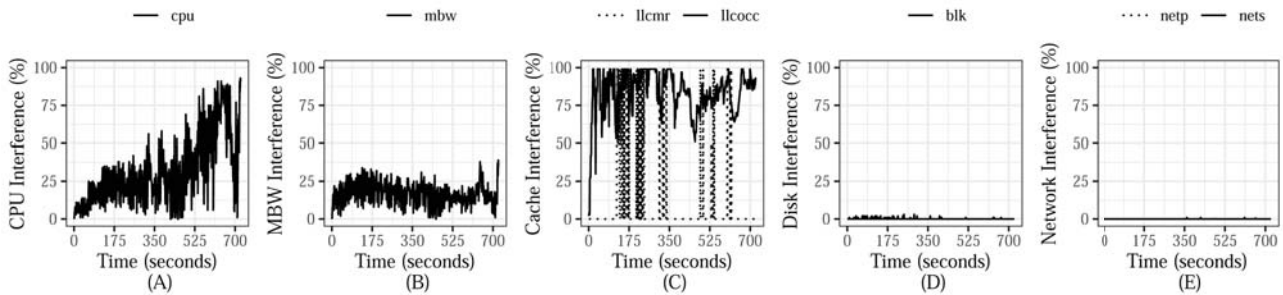 cpu
mbw
llcmr llcocc
blk
netp nets
CPU Interference (%)
100
75
50
25
0
0 175 350 525 700
Time (seconds)
(A)
MBW Interference (%)
100
75
50
25
0
0 175 350 525 700
Time (seconds)
(B)
Cache Interference (%)
100
75
50
25
0
0 175 350 525 700
Time (seconds)
(C)
Disk Interference (%)
100
75
50
25
0
0 175 350 525 700
Time (seconds)
(D)
Network Interference (%)
100
75
50
25
0
0 175 350 525 700
Time (seconds)
(E)